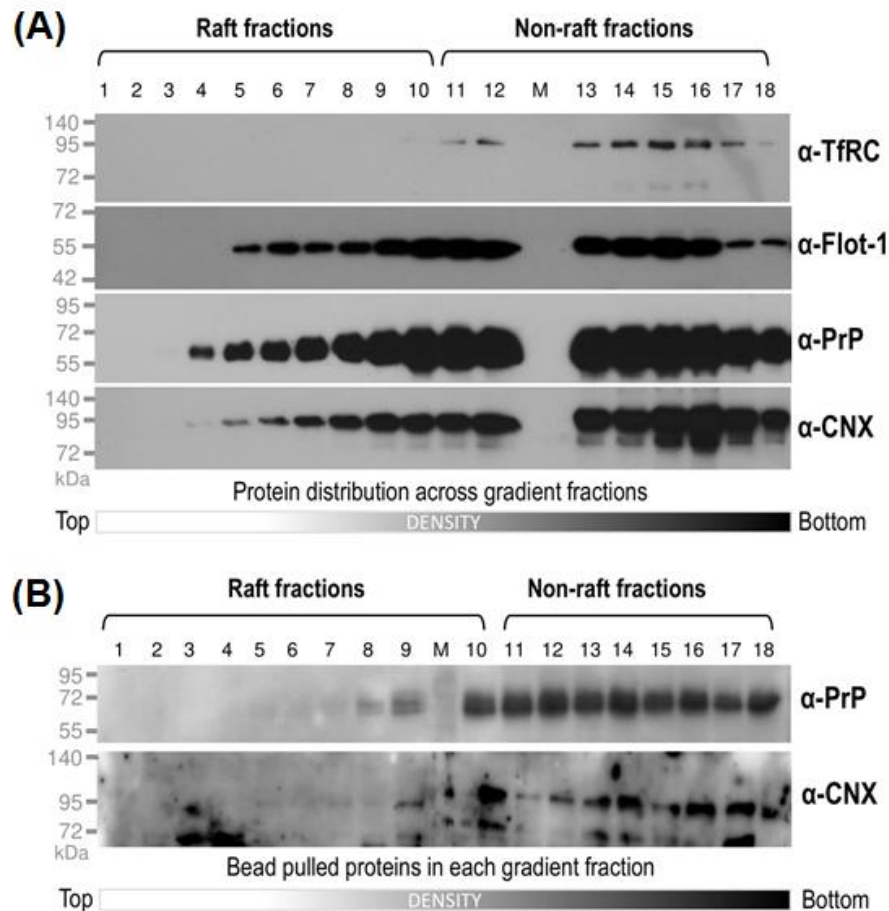 (A)
Raft fractions Non-raft fractions
1 2 3 4 5 6 7 8 9 10 11 12 M 13 14 15 16 17 18
140
95
72
α-TfRC
72
55
42
α-Flot-1
95
72
55
α-PrP
140
95
72
kDa
α-CNX
Protein distribution across gradient fractions
Top DENSITY Bottom
(B)
Raft fractions Non-raft fractions
1 2 3 4 5 6 7 8 9 M 10 11 12 13 14 15 16 17 18
95
72
55
α-PrP
140
95
72
kDa
α-CNX
Bead pulled proteins in each gradient fraction
Top DENSITY Bottom